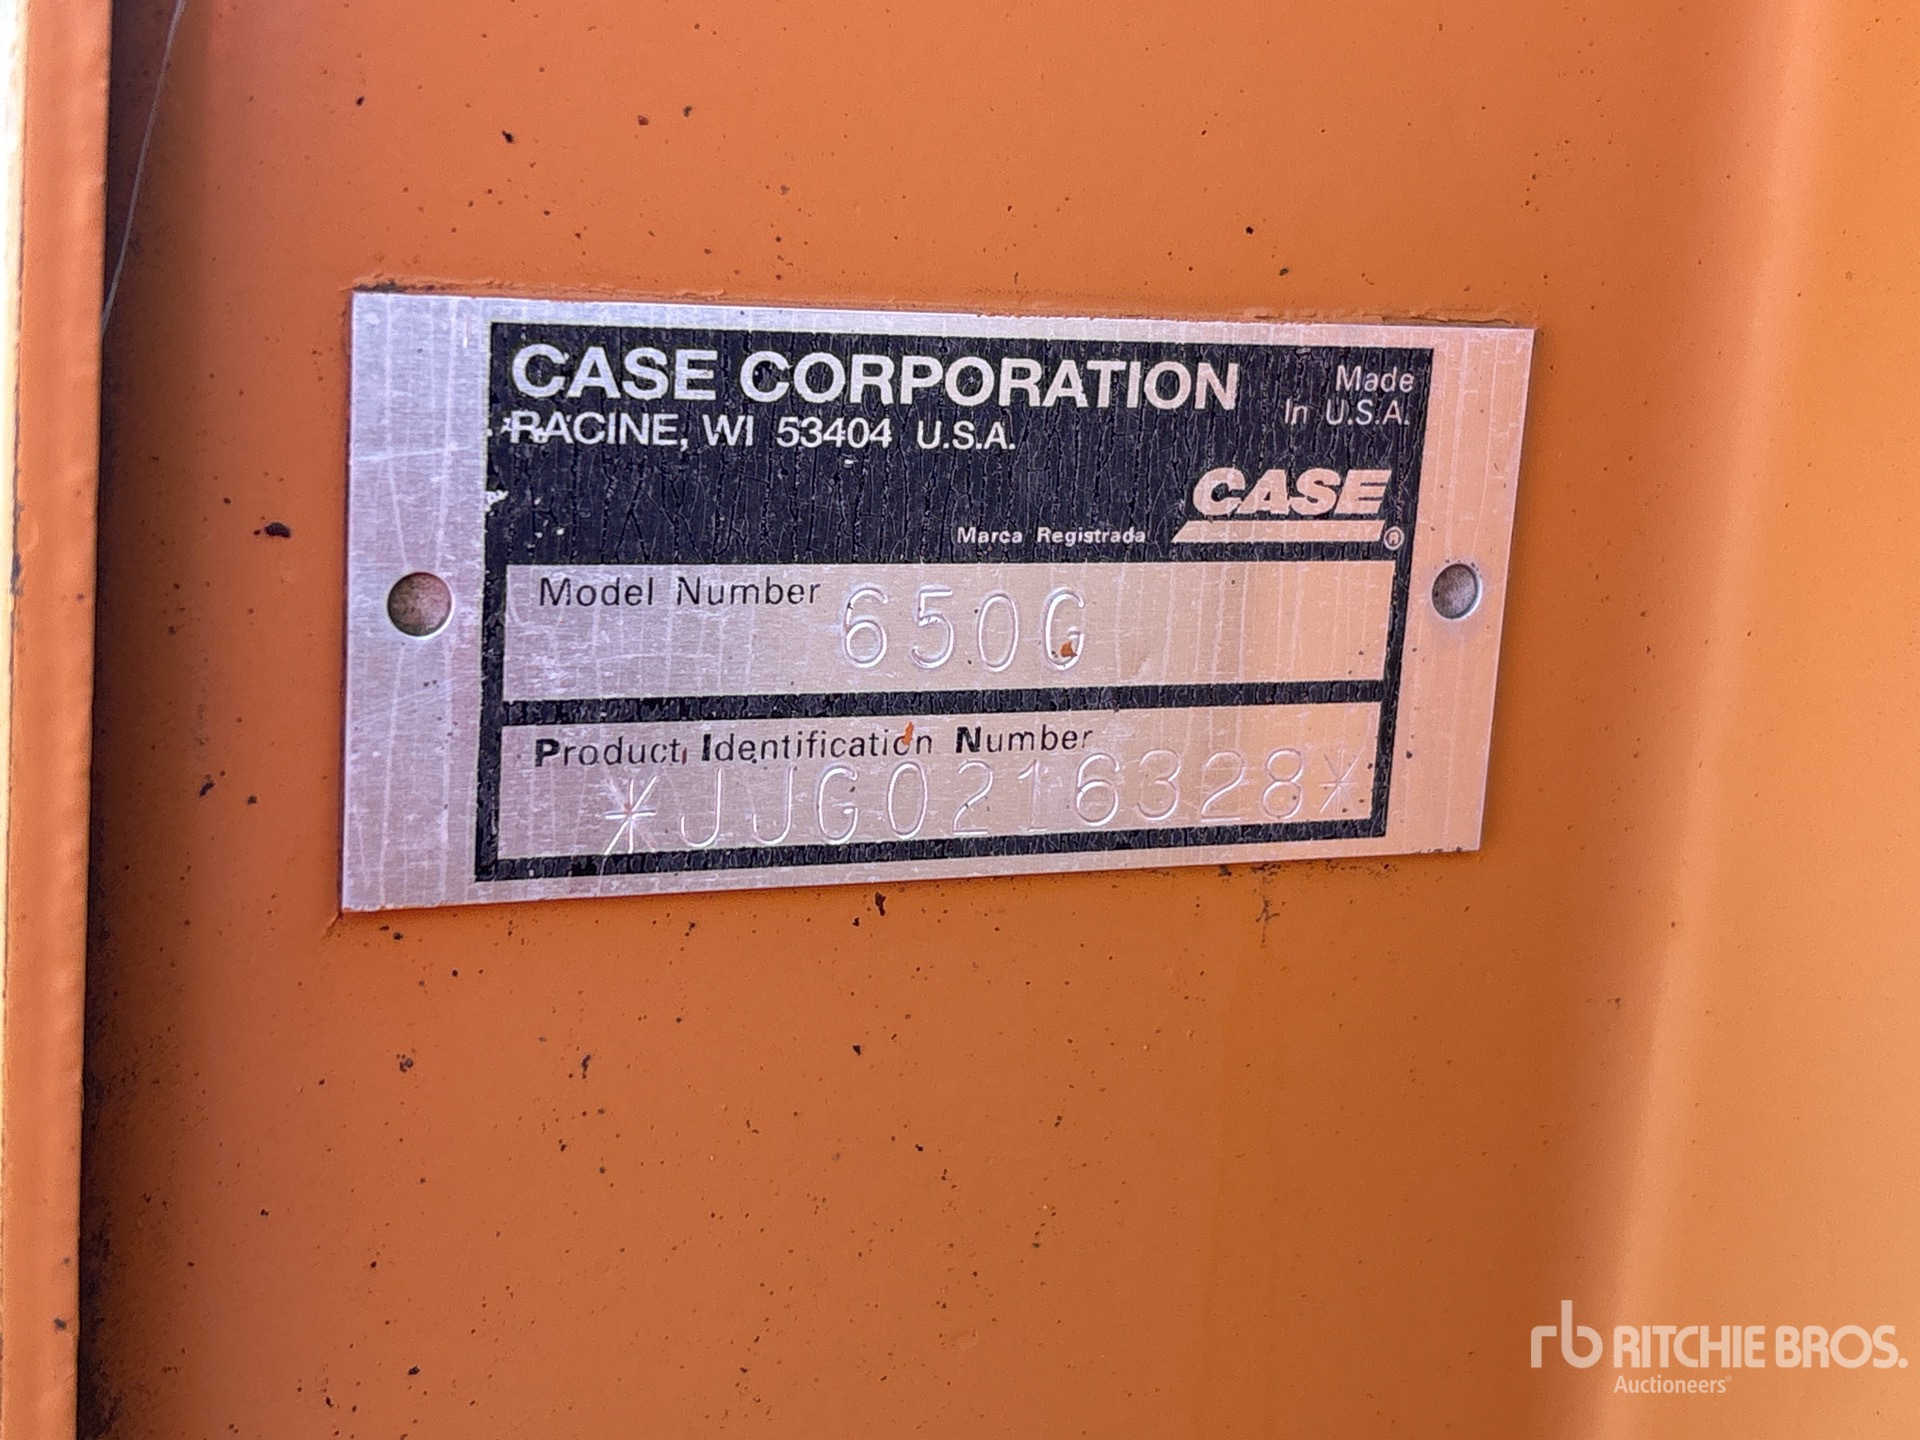 CASE CORPORATION
RACINE, WI 53404 U.S.A.
Made
In U.S.A.
CASE
Marca Registrada ®
Model Number 650G
Product Identification Number
*JJG0216328*
rb RITCHIE BROS.
Auctioneers®